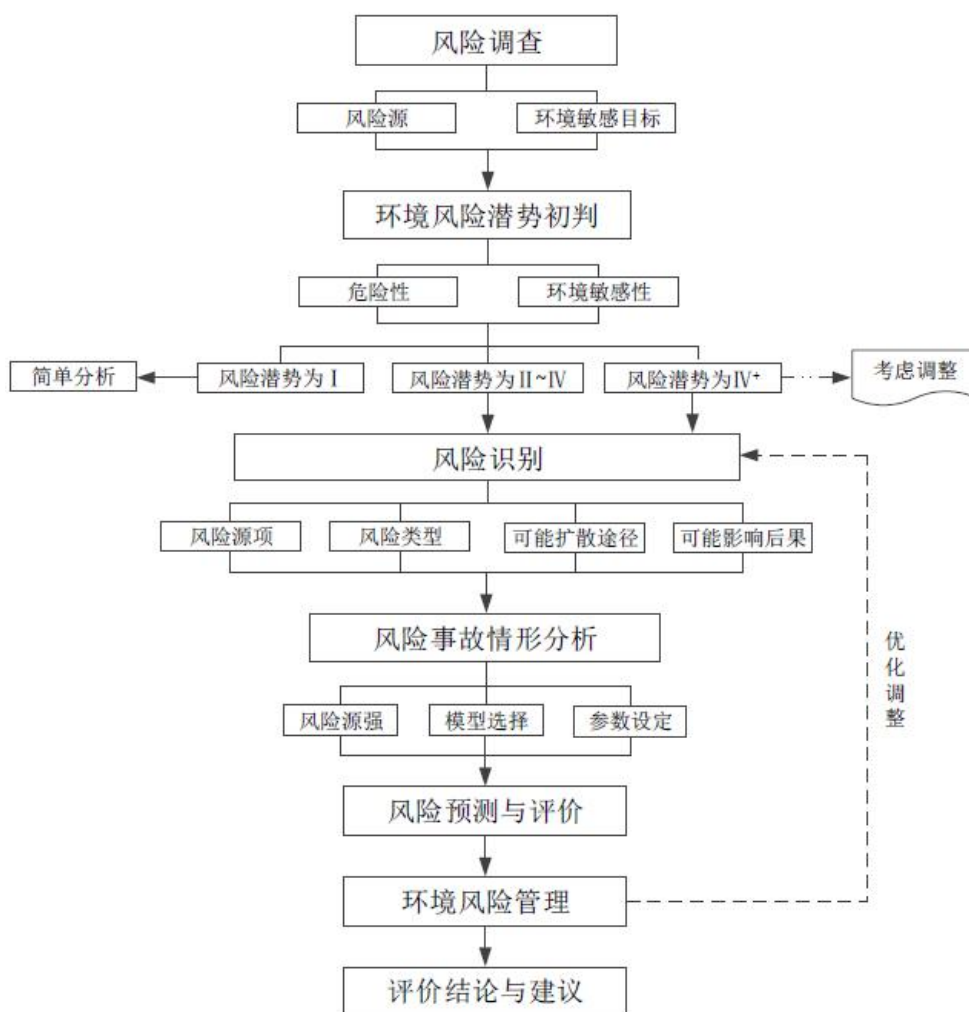 风险调查
风险源
环境敏感目标
环境风险潜势初判
危险性
环境敏感性
简单分析
风险潜势为Ⅰ
风险潜势为Ⅱ~Ⅳ
风险潜势为Ⅳ⁺
考虑调整
风险识别
风险源项
风险类型
可能扩散途径
可能影响后果
风险事故情形分析
优化调整
风险源强
模型选择
参数设定
风险预测与评价
环境风险管理
评价结论与建议